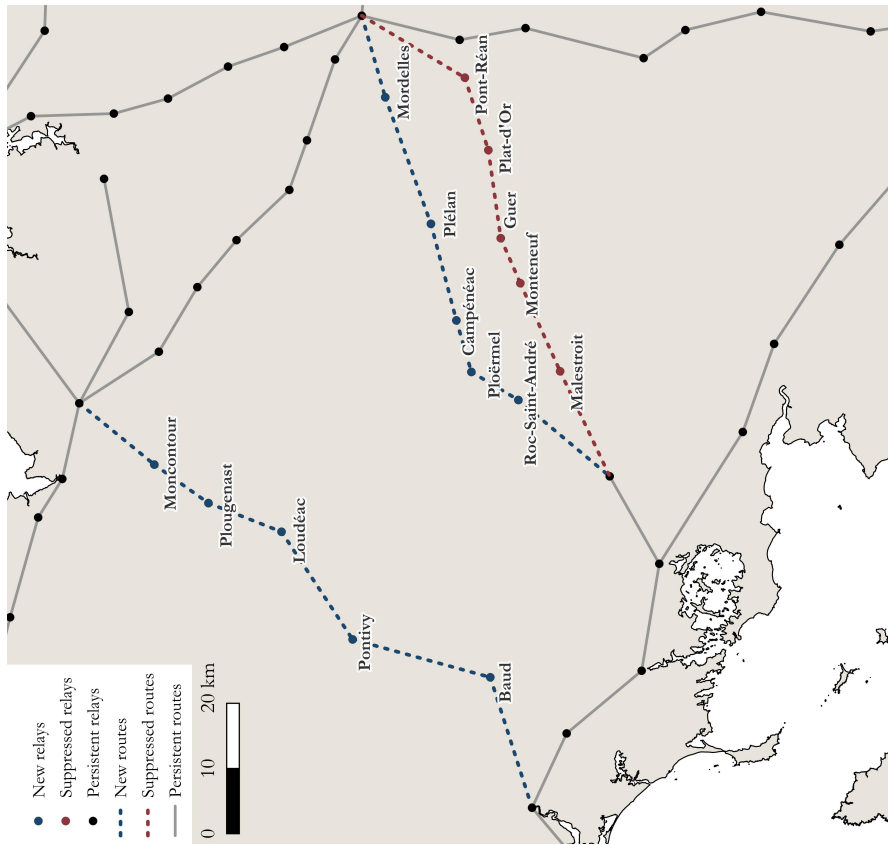 New relays
Suppressed relays
Persistent relays
New routes
Suppressed routes
Persistent routes
0 10 20 km
Moncontour
Plougenast
Loudéac
Pontivy
Baud
Mordelles
Plélan
Campénéac
Ploërmel
Roc-Saint-André
Pont-Réan
Plat-d'Or
Guer
Monteneuf
Malestroit